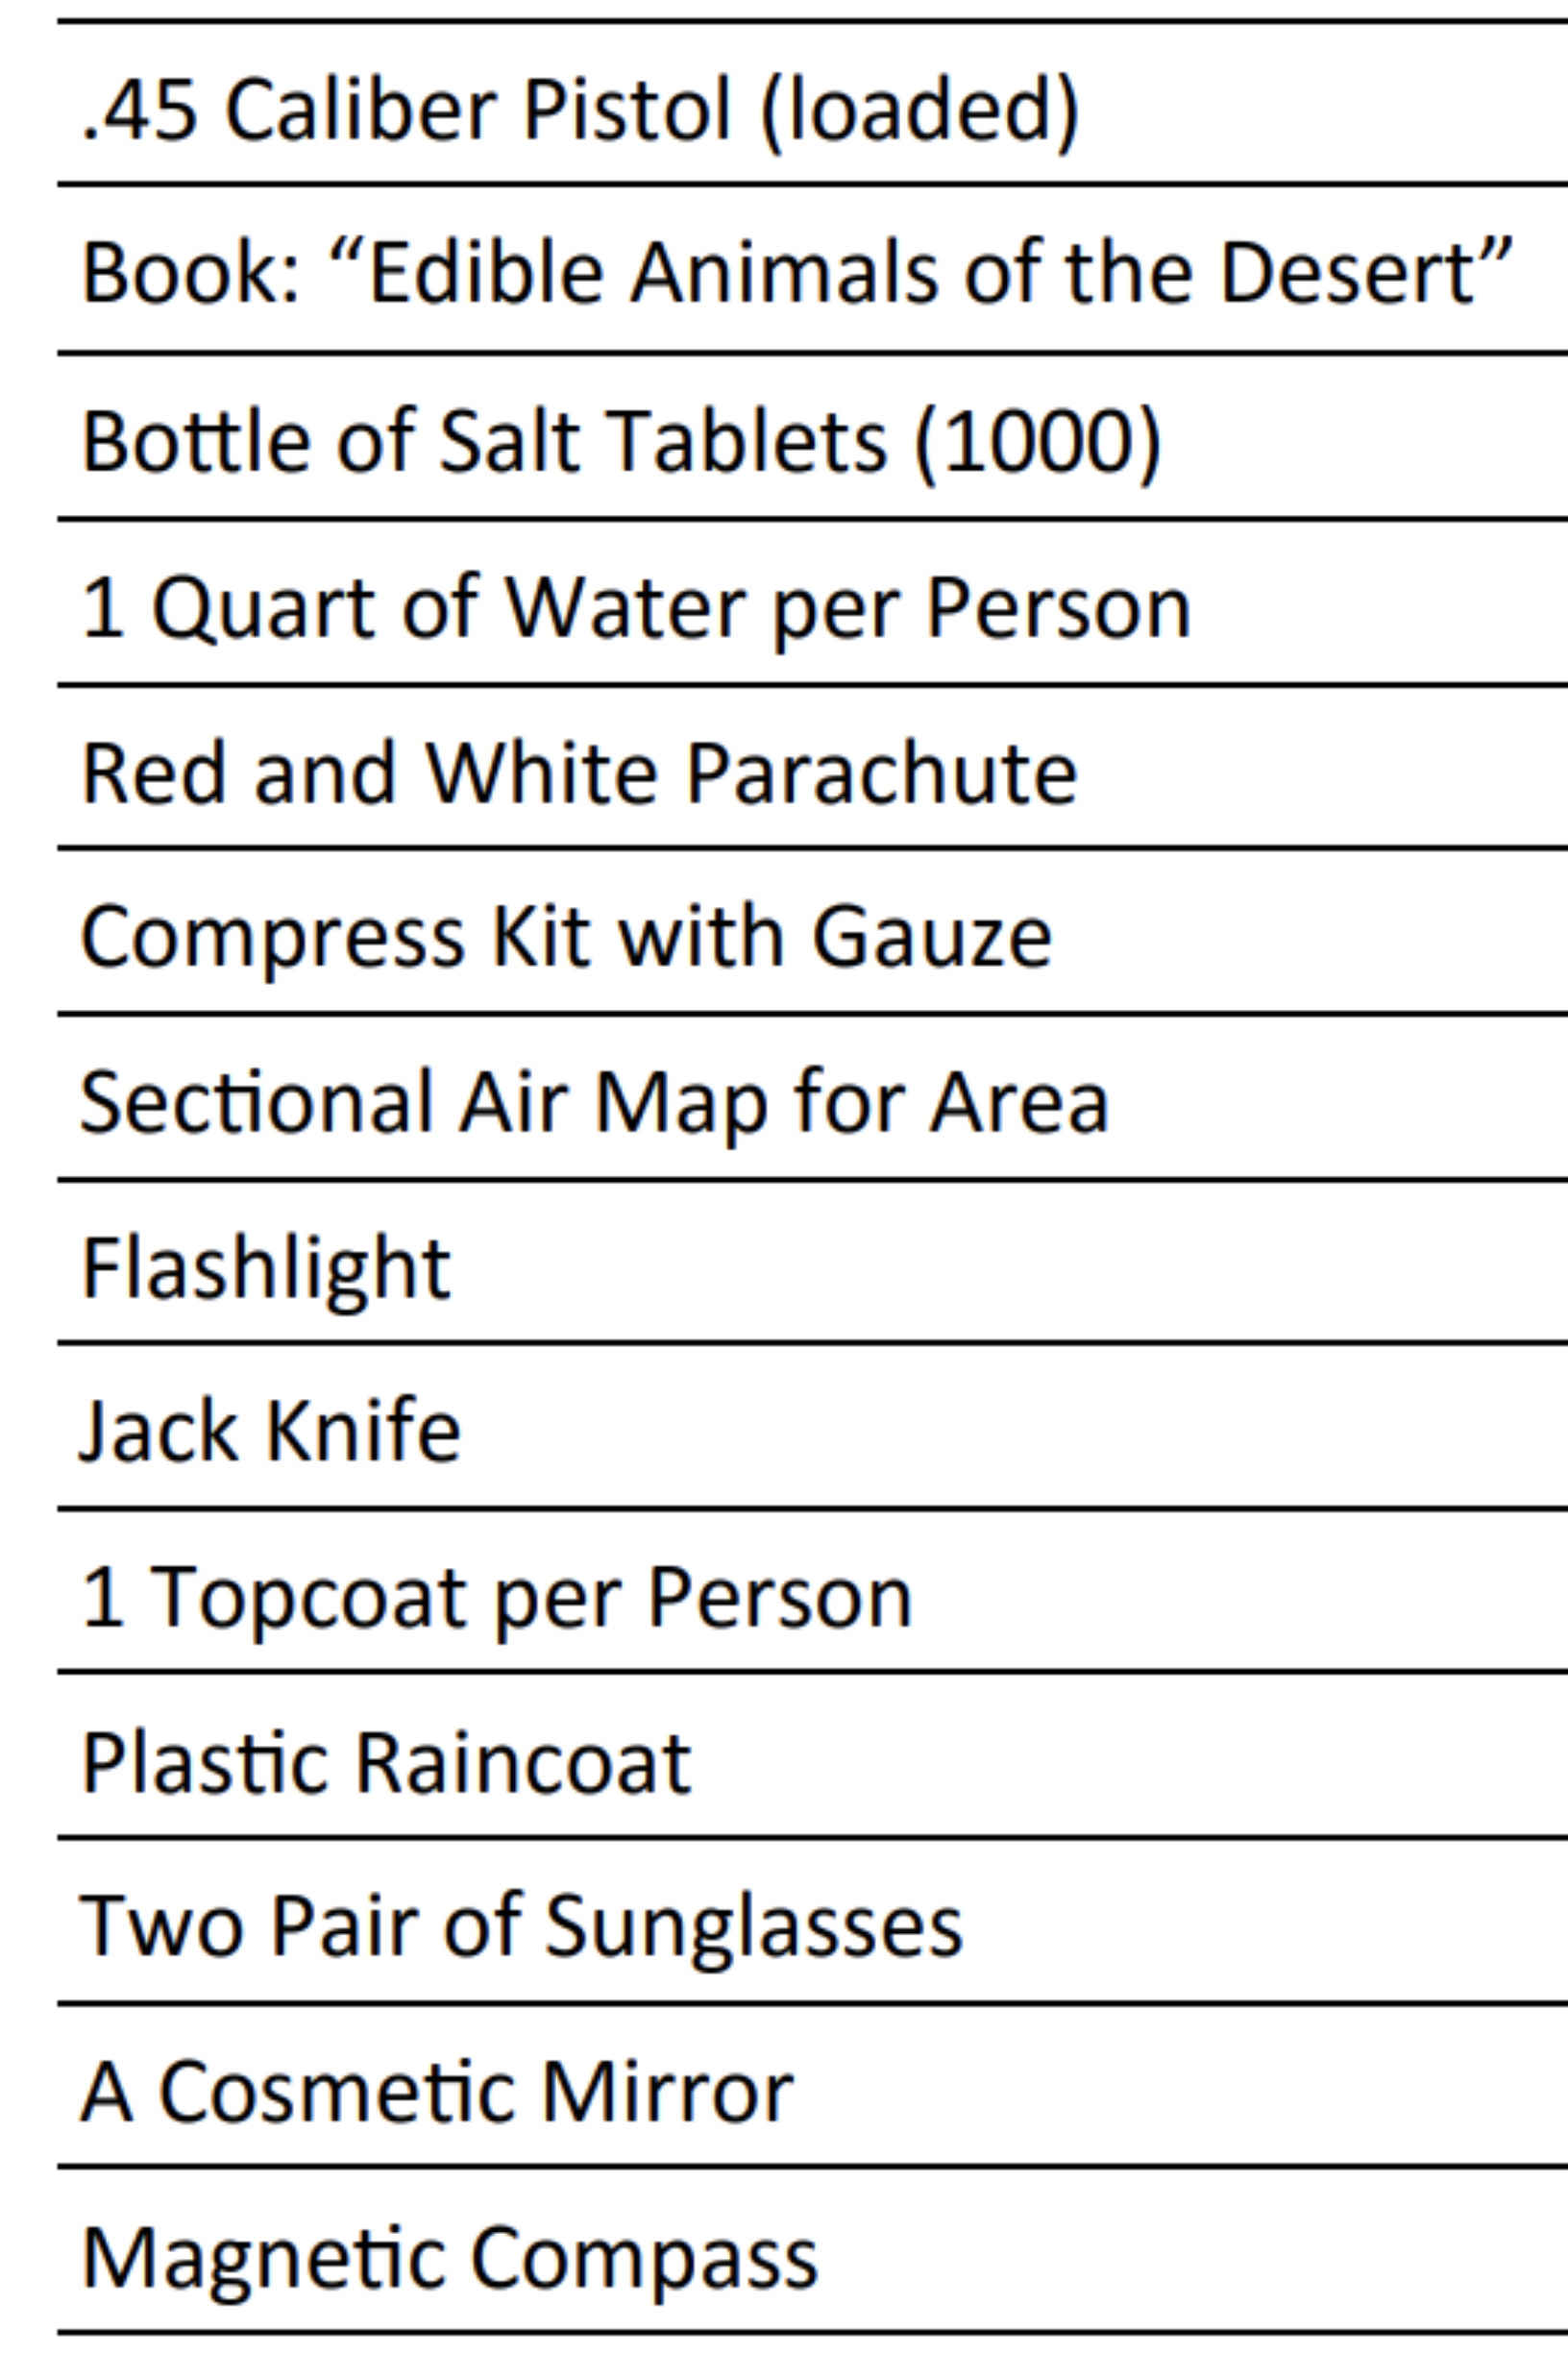 .45 Caliber Pistol (loaded)
Book: “Edible Animals of the Desert”
Bottle of Salt Tablets (1000)
1 Quart of Water per Person
Red and White Parachute
Compress Kit with Gauze
Sectional Air Map for Area
Flashlight
Jack Knife
1 Topcoat per Person
Plastic Raincoat
Two Pair of Sunglasses
A Cosmetic Mirror
Magnetic Compass